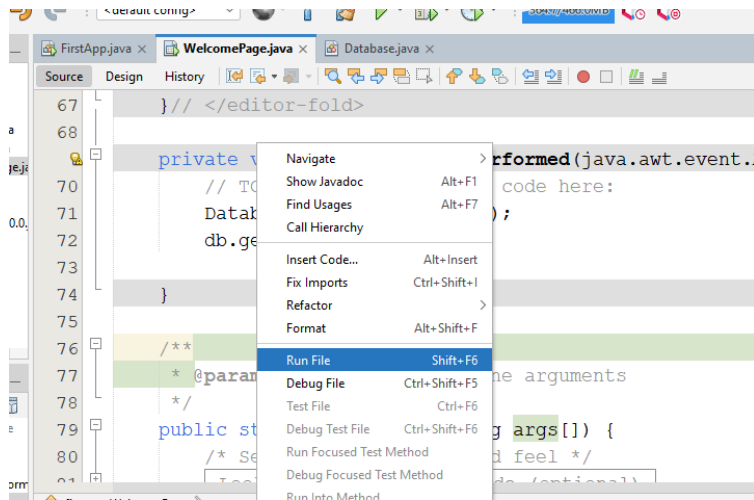 <default config>
FirstApp.java
WelcomePage.java
Database.java
Source Design History
67 }// </editor-fold>
68
private rformed(java.awt.event.
70 // code here:
71 );
72 db.ge
73
74 }
75
76 /**
77 * @param ne arguments
78 */
79 public st g args[]) {
80 /* Se d feel */
Navigate
Show Javadoc Alt+F1
Find Usages Alt+F7
Call Hierarchy
Insert Code... Alt+Insert
Fix Imports Ctrl+Shift+I
Refactor
Format Alt+Shift+F
Run File Shift+F6
Debug File Ctrl+Shift+F5
Test File Ctrl+F6
Debug Test File Ctrl+Shift+F6
Run Focused Test Method
Debug Focused Test Method
Run Into Method